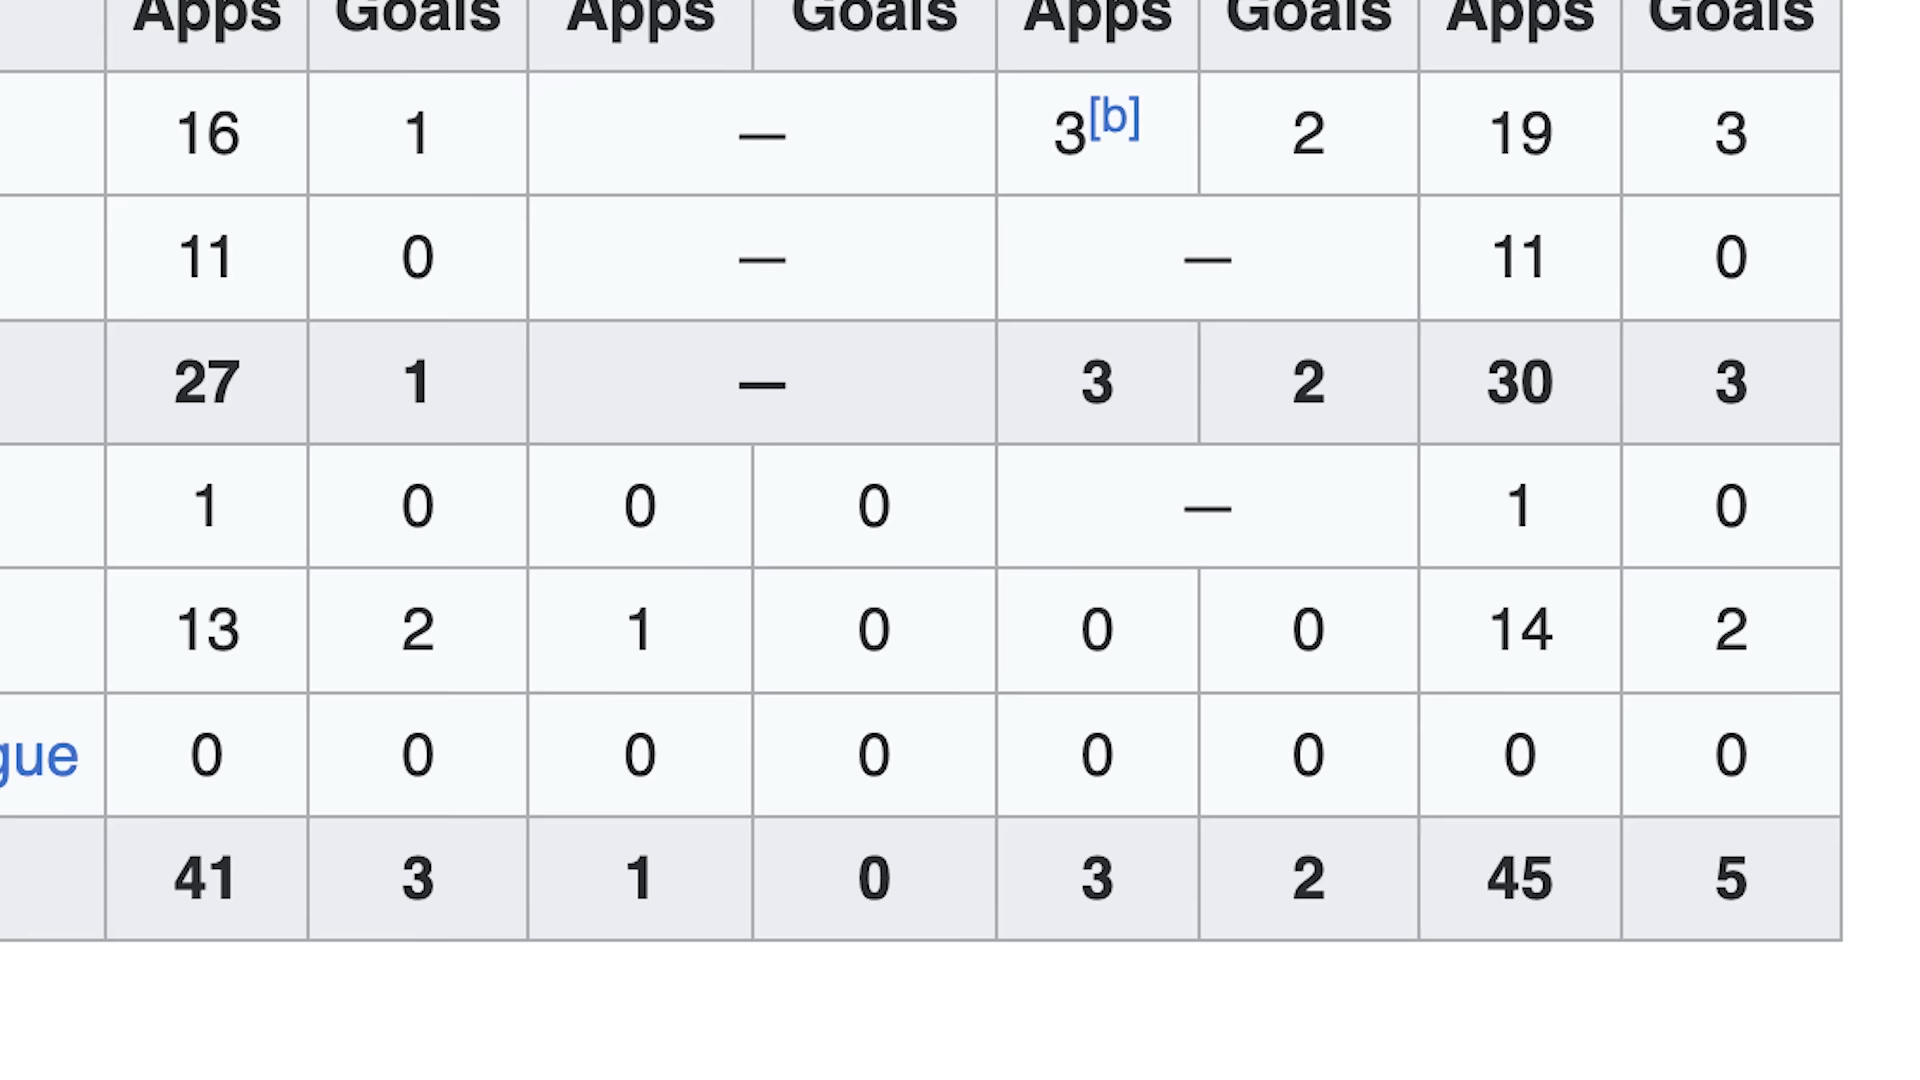 Apps Goals Apps Goals Apps Goals Apps Goals
16 1 — 3[b] 2 19 3
11 0 — — 11 0
27 1 — 3 2 30 3
1 0 0 0 — 1 0
13 2 1 0 0 0 14 2
gue 0 0 0 0 0 0 0 0
41 3 1 0 3 2 45 5